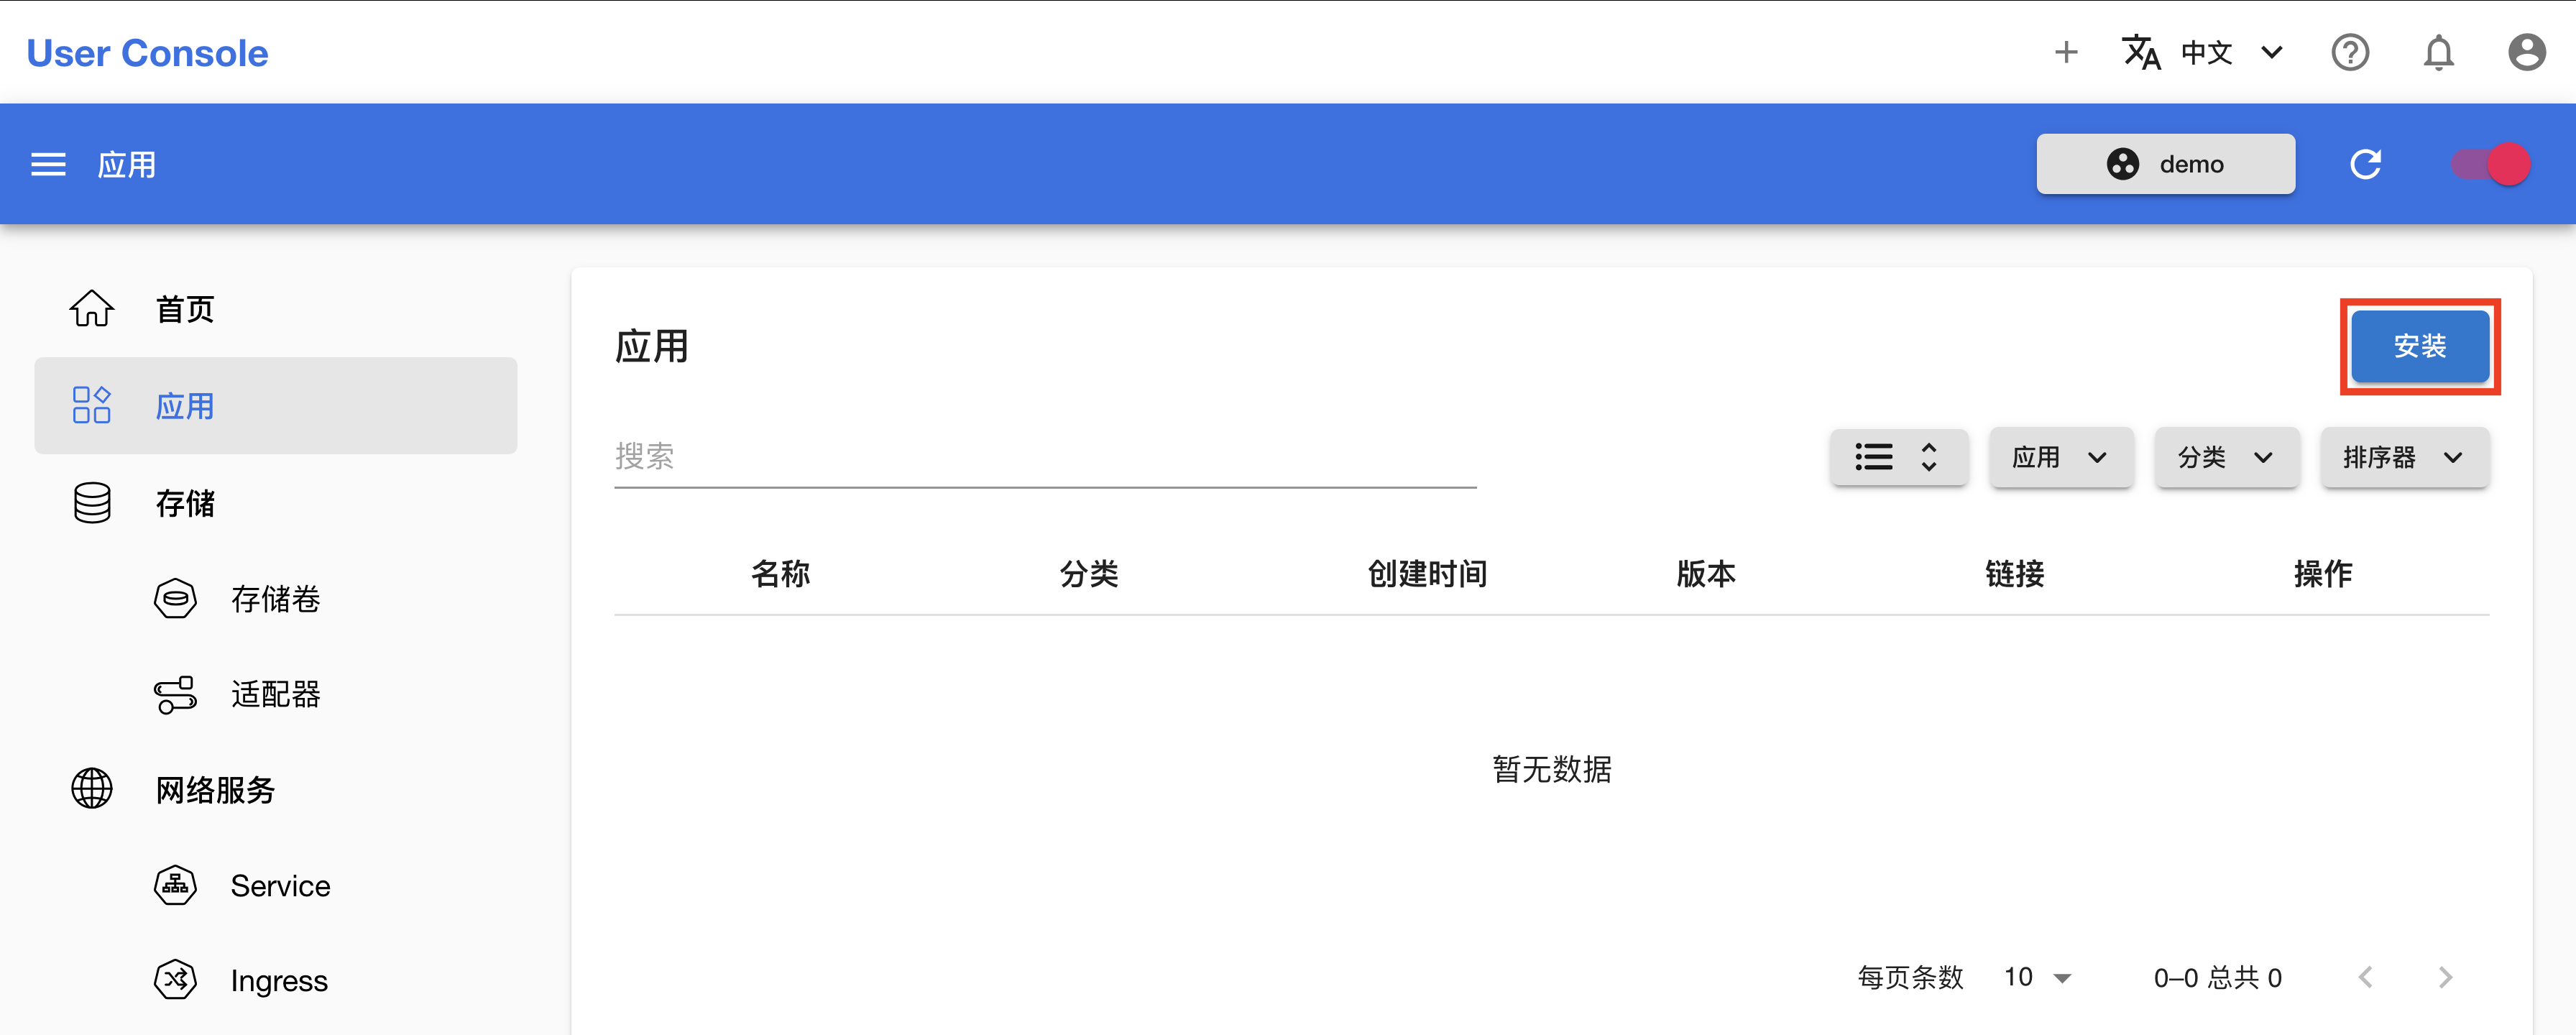 User Console
中文
应用
demo
首页
应用
存储
存储卷
适配器
网络服务
Service
Ingress
应用
安装
搜索
应用
分类
排序器
名称 分类 创建时间 版本 链接 操作
暂无数据
每页条数 10 0–0 总共 0